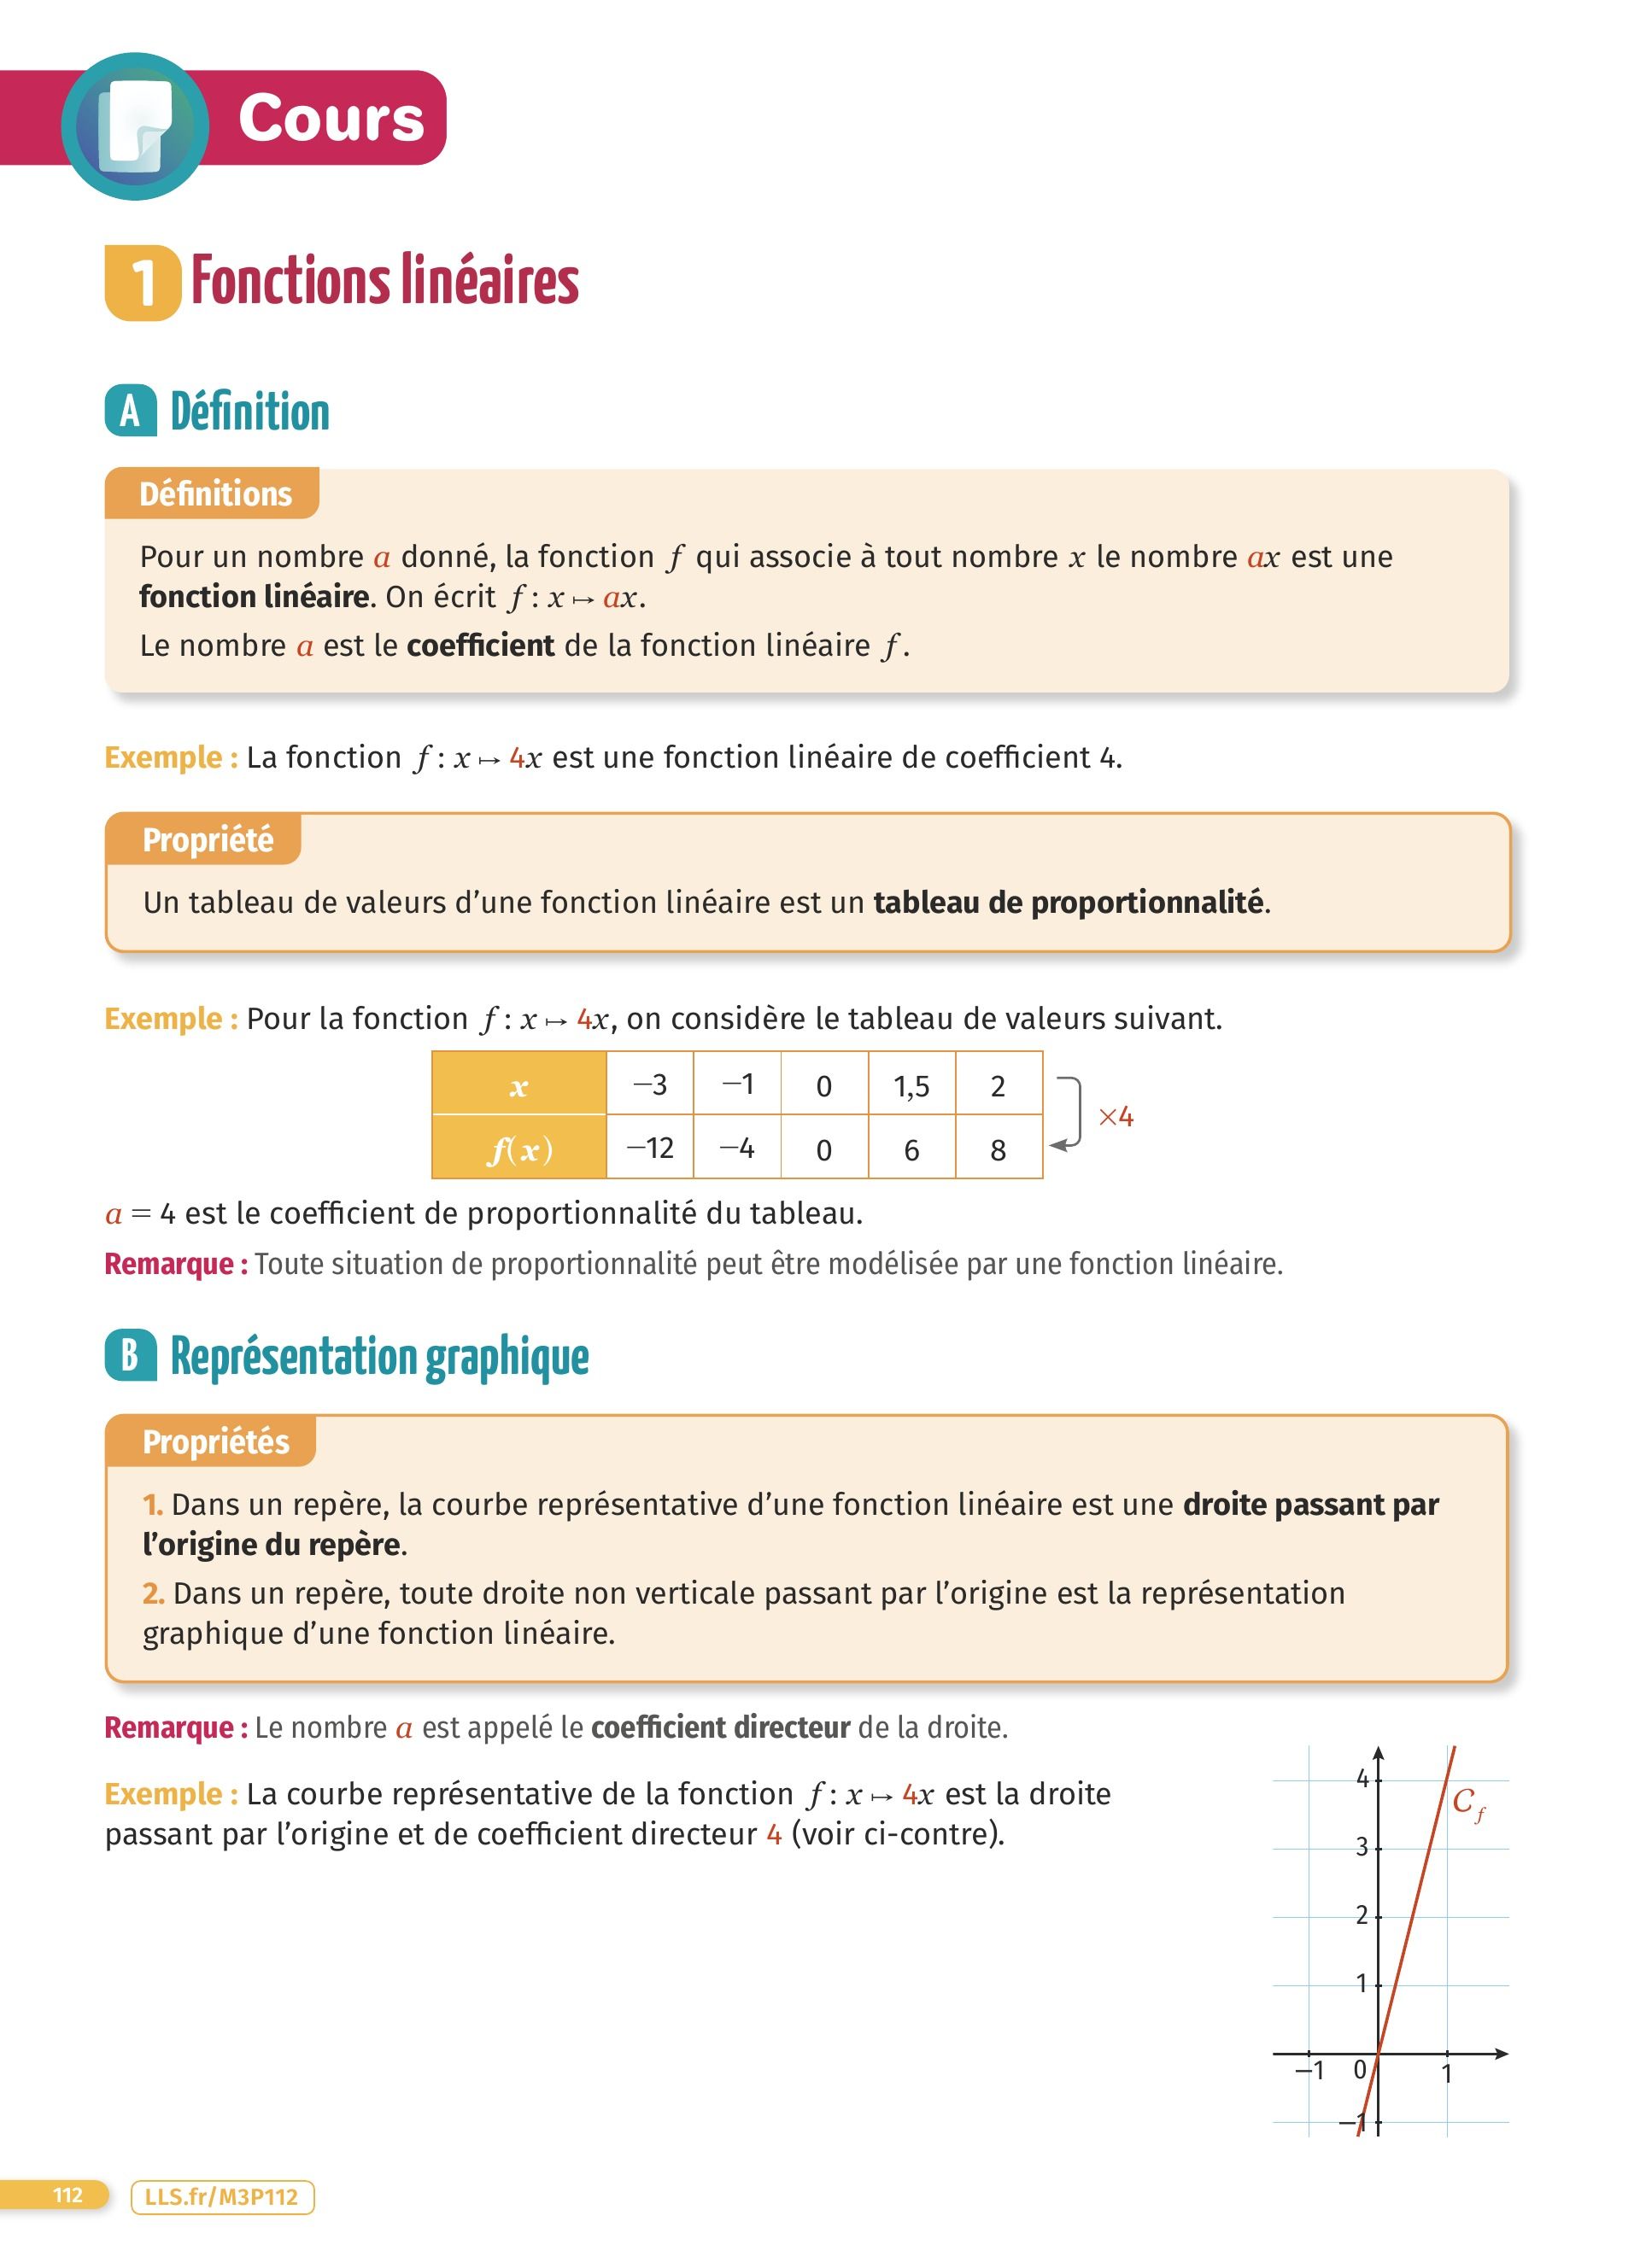 Cours
1 Fonctions linéaires
A Définition
Définitions
Pour un nombre a donné, la fonction f qui associe à tout nombre x le nombre ax est une
fonction linéaire. On écrit f : x ↦ ax.
Le nombre a est le coefficient de la fonction linéaire f.
Exemple : La fonction f : x ↦ 4x est une fonction linéaire de coefficient 4.
Propriété
Un tableau de valeurs d’une fonction linéaire est un tableau de proportionnalité.
Exemple : Pour la fonction f : x ↦ 4x, on considère le tableau de valeurs suivant.
x −3 −1 0 1,5 2
×4
f(x) −12 −4 0 6 8
a = 4 est le coefficient de proportionnalité du tableau.
Remarque : Toute situation de proportionnalité peut être modélisée par une fonction linéaire.
B Représentation graphique
Propriétés
1. Dans un repère, la courbe représentative d’une fonction linéaire est une droite passant par
l’origine du repère.
2. Dans un repère, toute droite non verticale passant par l’origine est la représentation
graphique d’une fonction linéaire.
Remarque : Le nombre a est appelé le coefficient directeur de la droite.
Exemple : La courbe représentative de la fonction f : x ↦ 4x est la droite
passant par l’origine et de coefficient directeur 4 (voir ci-contre).
4
C_f
3
2
1
−1 0 1
−1
112 LLS.fr/M3P112